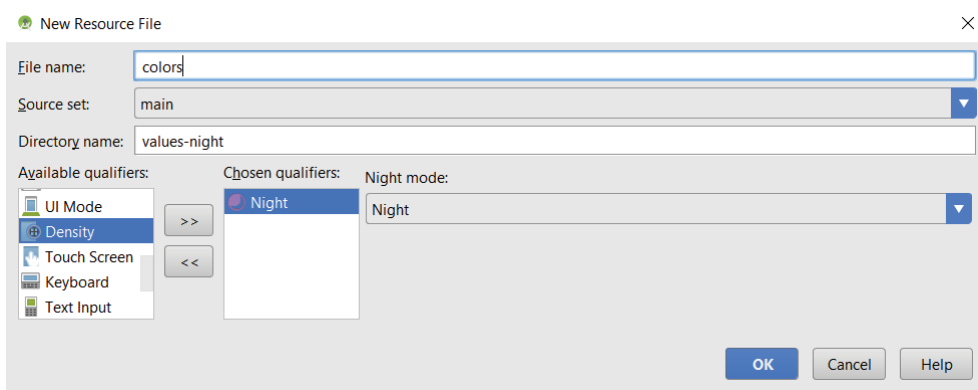 New Resource File
File name: colors
Source set: main
Directory name: values-night
Available qualifiers: Chosen qualifiers: Night mode:
UI Mode Night Night
Density >>
Touch Screen <<
Keyboard
Text Input
OK Cancel Help